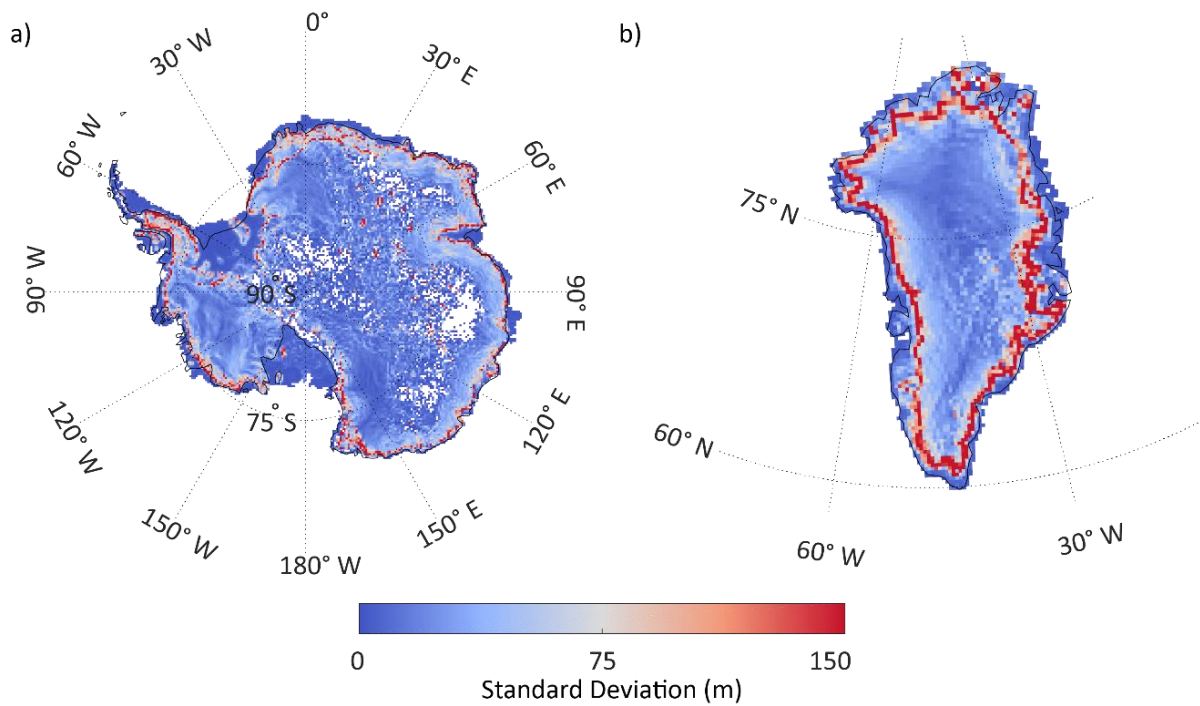 a)
0°
30° W
30° E
60° W
60° E
90° W
90° S
90° E
75° S
120° W
120° E
150° W
150° E
180° W
b)
75° N
60° N
60° W
30° W
0
75
150
Standard Deviation (m)